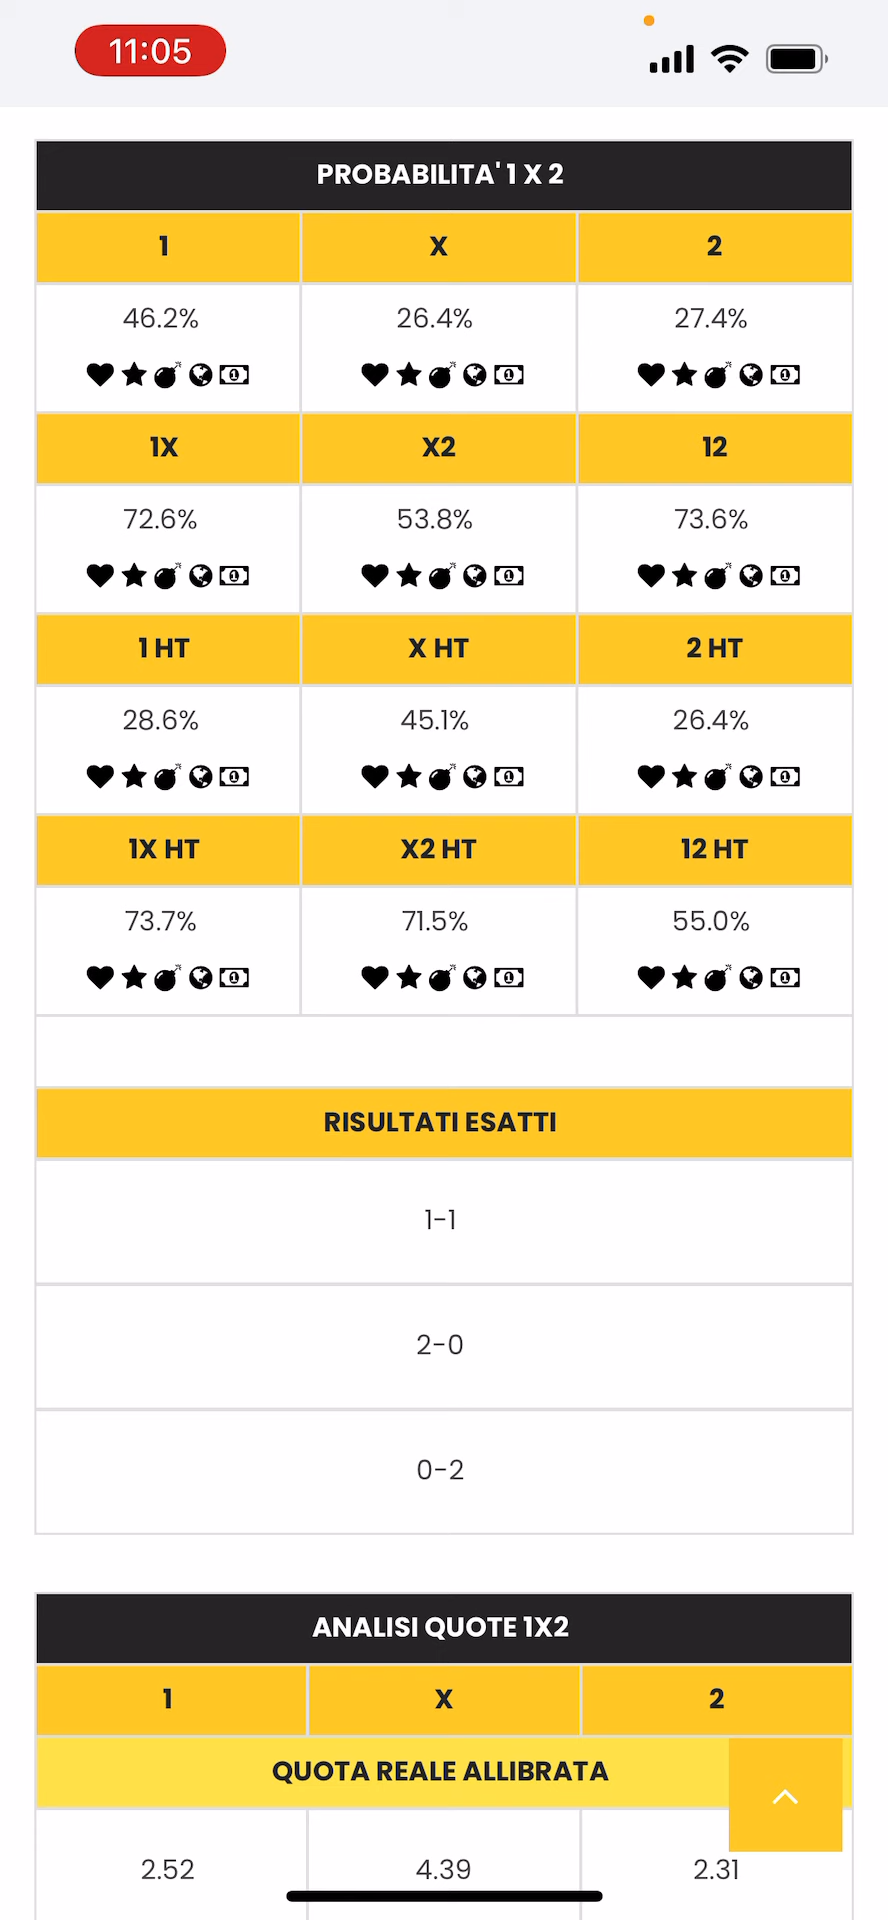 11:05
PROBABILITA' 1 X 2
1 X 2
46.2% 26.4% 27.4%
1X X2 12
72.6% 53.8% 73.6%
1 HT X HT 2 HT
28.6% 45.1% 26.4%
1X HT X2 HT 12 HT
73.7% 71.5% 55.0%
RISULTATI ESATTI
1-1
2-0
0-2
ANALISI QUOTE 1X2
1 X 2
QUOTA REALE ALLIBRATA
2.52 4.39 2.31